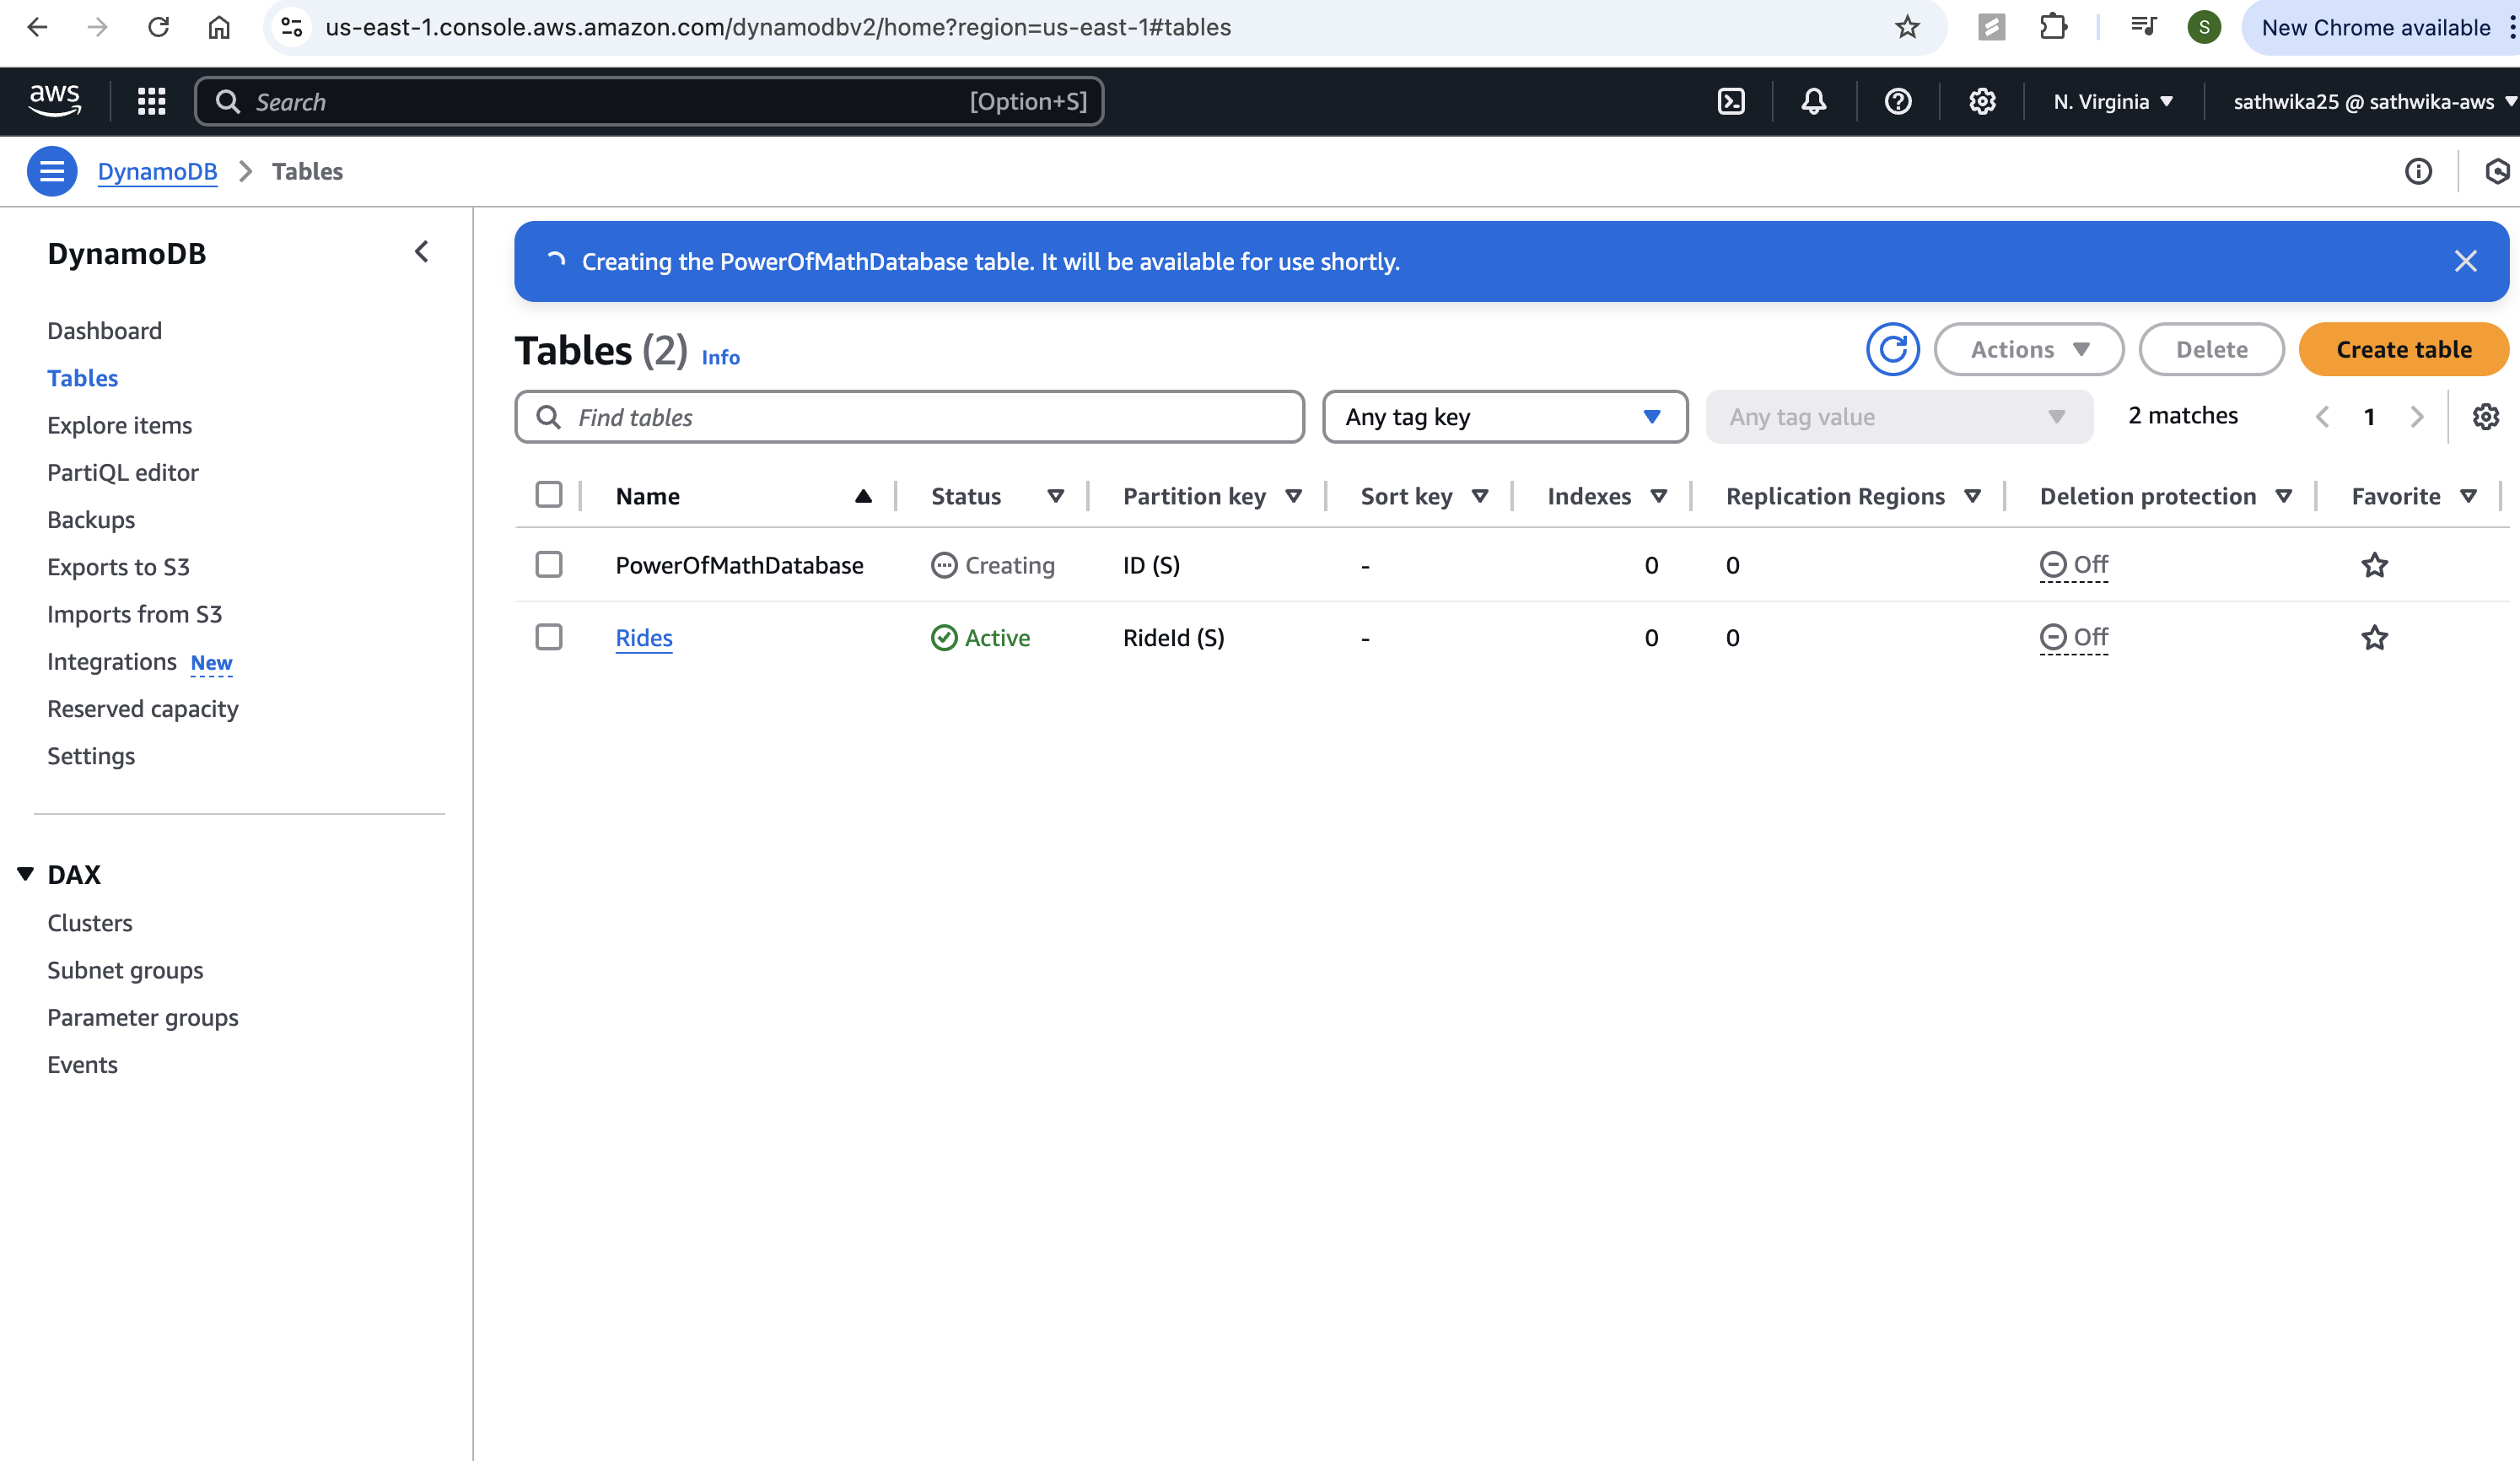 us-east-1.console.aws.amazon.com/dynamodbv2/home?region=us-east-1#tables
S
New Chrome available
aws
Search
[Option+S]
N. Virginia
sathwika25 @ sathwika-aws
DynamoDB
Tables
DynamoDB
Dashboard
Tables
Explore items
PartiQL editor
Backups
Exports to S3
Imports from S3
Integrations New
Reserved capacity
Settings
DAX
Clusters
Subnet groups
Parameter groups
Events
Creating the PowerOfMathDatabase table. It will be available for use shortly.
Tables (2) Info
Actions
Delete
Create table
Find tables
Any tag key
Any tag value
2 matches
1
Name Status Partition key Sort key Indexes Replication Regions Deletion protection Favorite
PowerOfMathDatabase Creating ID (S) - 0 0 Off
Rides Active RideId (S) - 0 0 Off